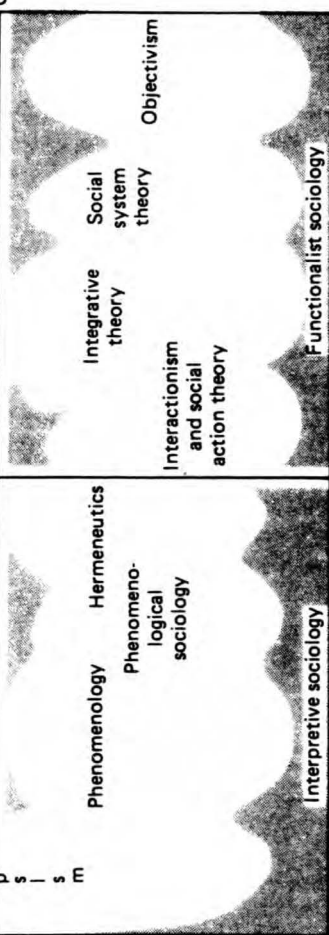 p
s
i
s
m
Phenomenology
Hermeneutics
Phenomeno-
logical
sociology
Interpretive sociology
Integrative
theory
Social
system
theory
Interactionism
and social
action theory
Objectivism
Functionalist sociology